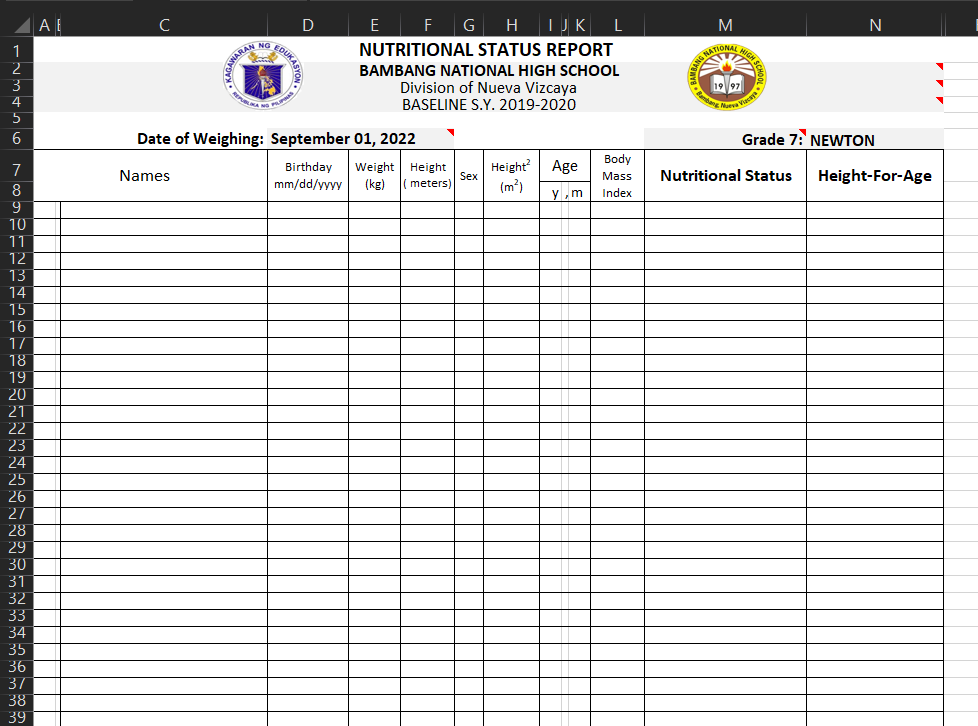 A B C D E F G H I J K L M N
1 NUTRITIONAL STATUS REPORT
2 BAMBANG NATIONAL HIGH SCHOOL
3 Division of Nueva Vizcaya
4 BASELINE S.Y. 2019-2020
KAGAWARAN NG EDUKASYON
REPUBLIKA NG PILIPINAS
BAMBANG NATIONAL HIGH SCHOOL
19 97
Bambang, Nueva Vizcaya
5
6 Date of Weighing: September 01, 2022 Grade 7: NEWTON
7 Names Birthday mm/dd/yyyy Weight (kg) Height ( meters) Sex Height² (m²) Age Body Mass Index Nutritional Status Height-For-Age
8 y , m
9
10
11
12
13
14
15
16
17
18
19
20
21
22
23
24
25
26
27
28
29
30
31
32
33
34
35
36
37
38
39